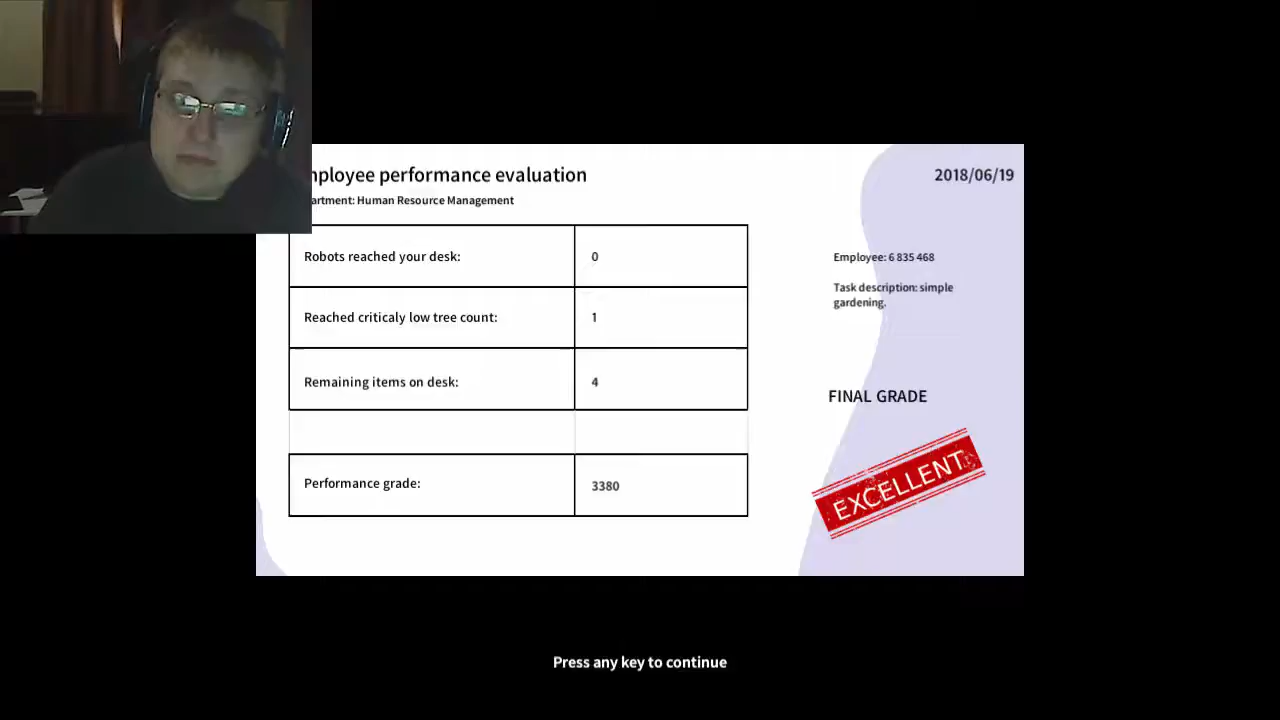 mployee performance evaluation
2018/06/19
artment: Human Resource Management
Robots reached your desk:
0
Employee: 6 835 468
Task description: simple
gardening.
Reached criticaly low tree count:
1
Remaining items on desk:
4
FINAL GRADE
Performance grade:
3380
EXCELLENT
Press any key to continue